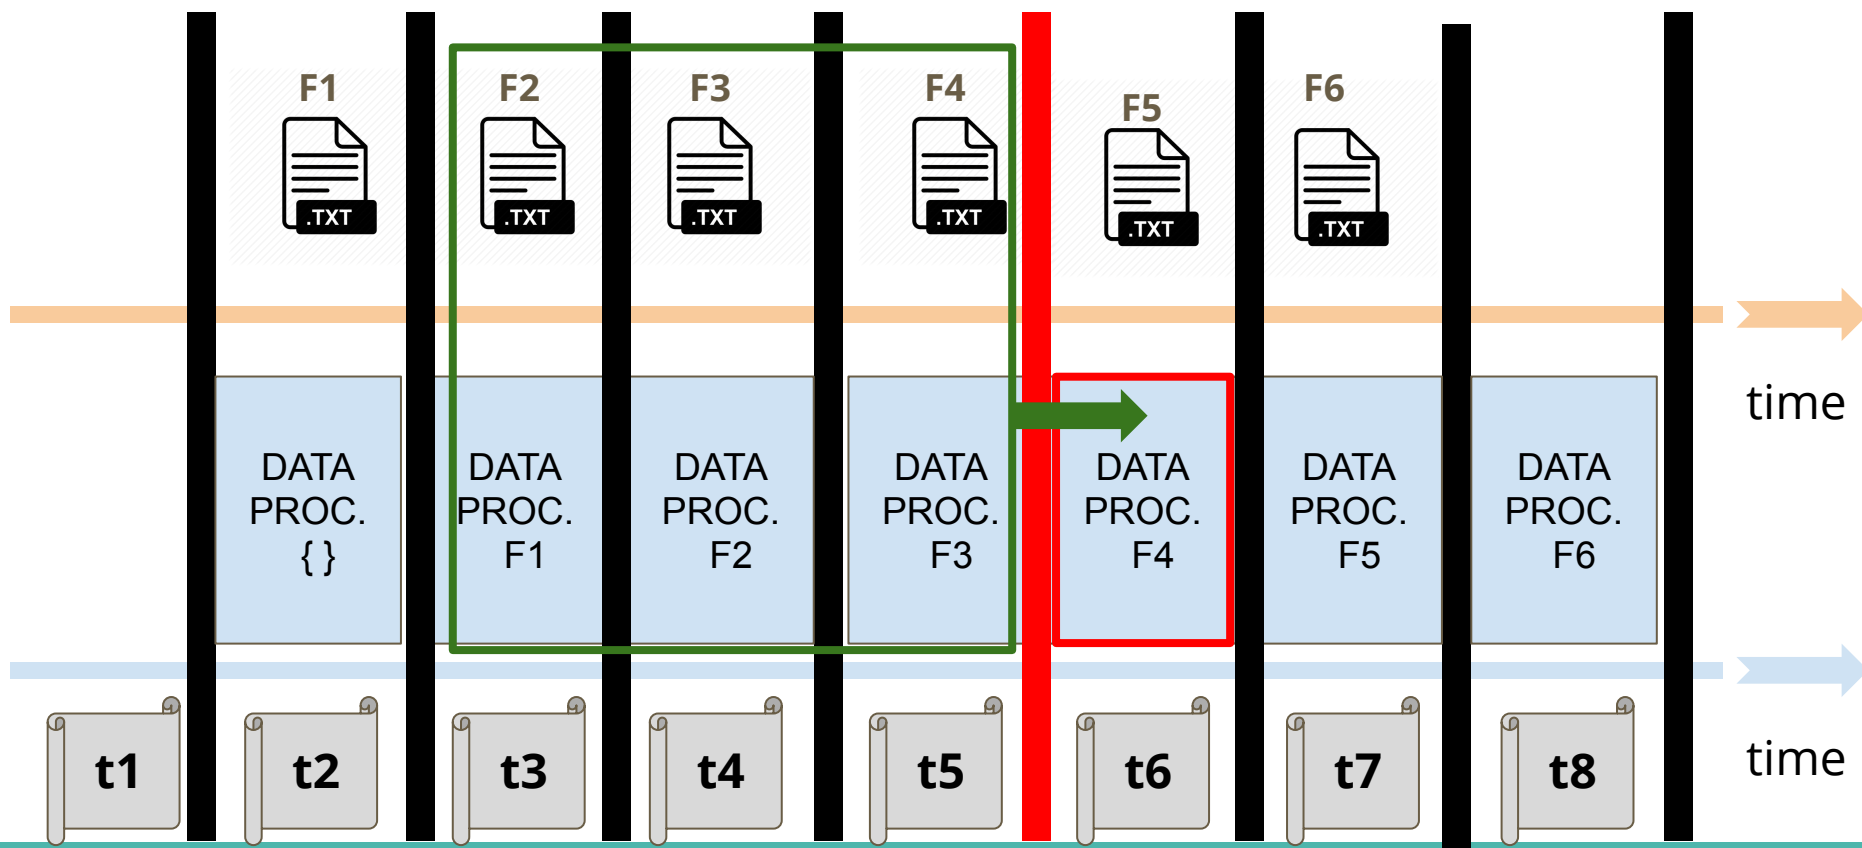 F1
F2
F3
F4
F5
F6
.TXT
.TXT
.TXT
.TXT
.TXT
.TXT
time
DATA
PROC.
{ }
DATA
PROC.
F1
DATA
PROC.
F2
DATA
PROC.
F3
DATA
PROC.
F4
DATA
PROC.
F5
DATA
PROC.
F6
t1
t2
t3
t4
t5
t6
t7
t8
time